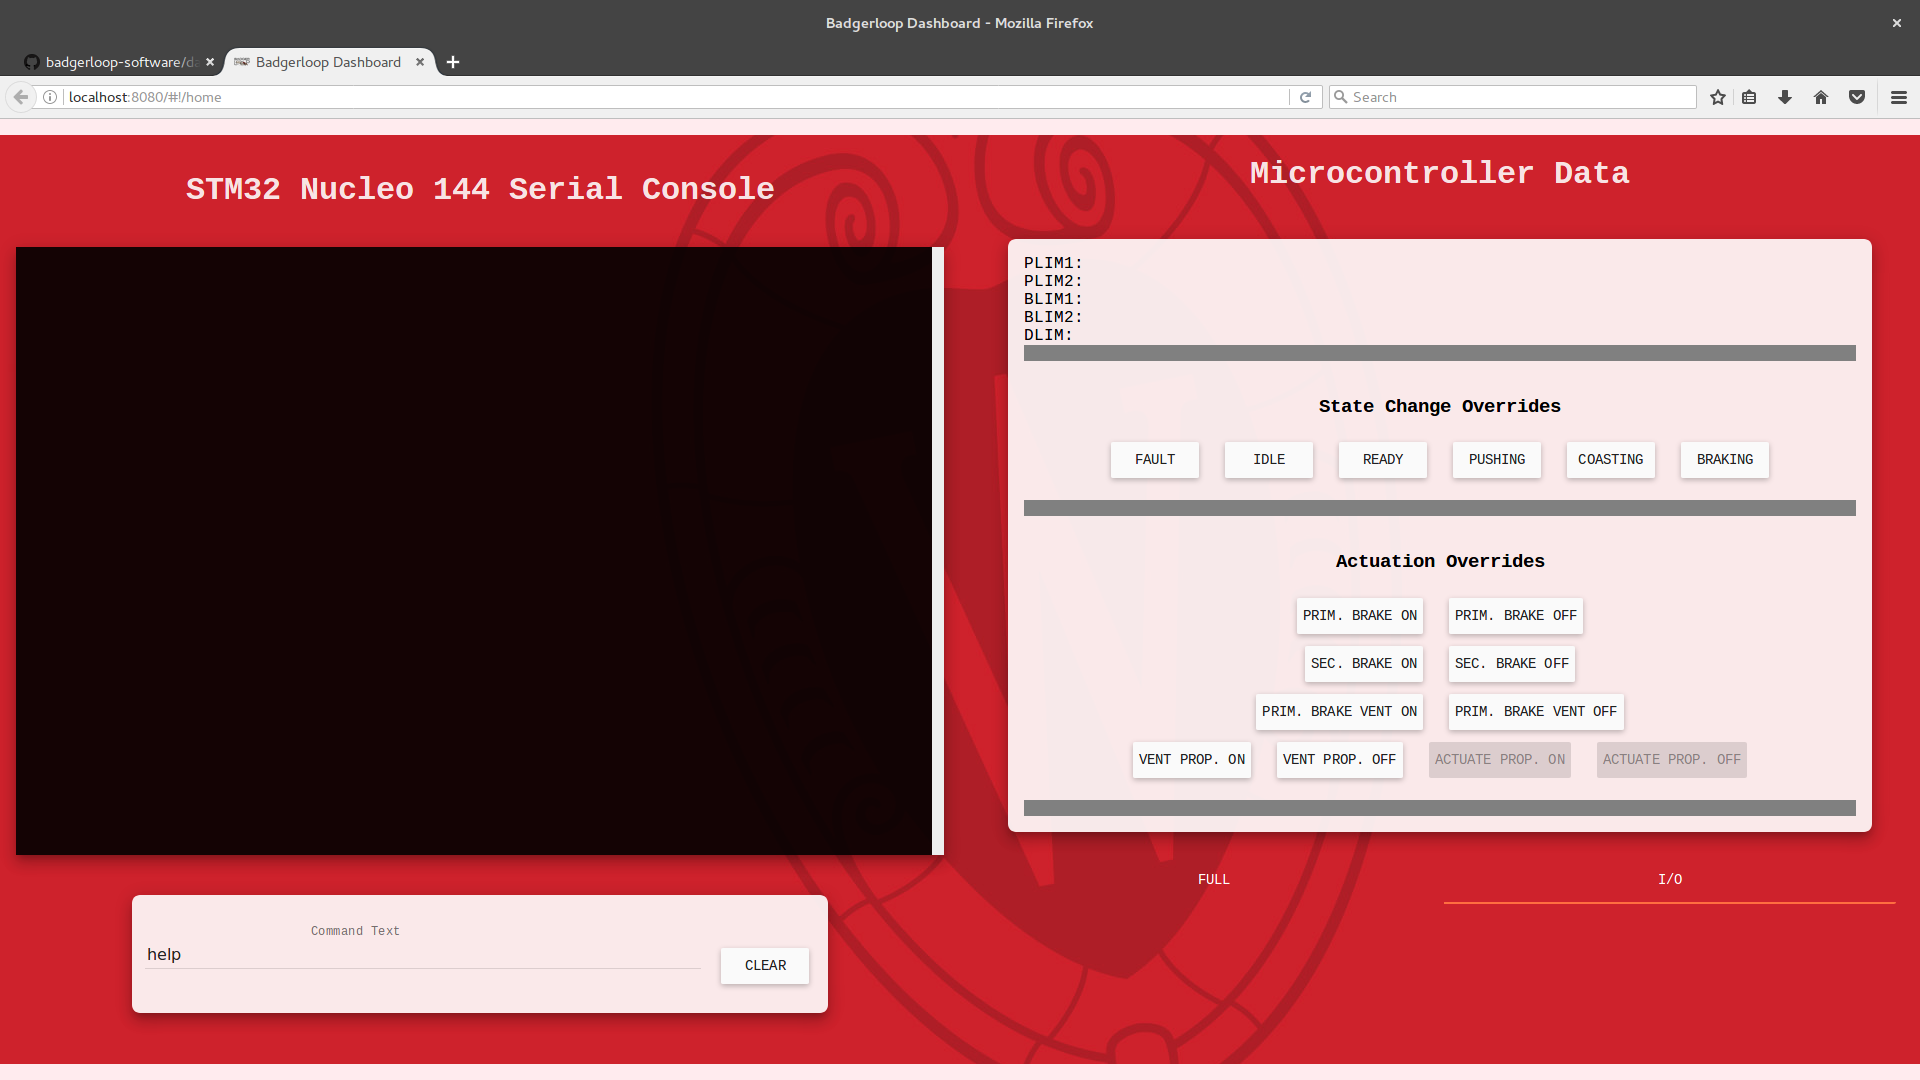 Badgerloop Dashboard - Mozilla Firefox
badgerloop-software/da
Badgerloop Dashboard
localhost:8080/#!/home
Search
STM32 Nucleo 144 Serial Console
Command Text
help
CLEAR
Microcontroller Data
PLIM1:
PLIM2:
BLIM1:
BLIM2:
DLIM:
State Change Overrides
FAULT IDLE READY PUSHING COASTING BRAKING
Actuation Overrides
PRIM. BRAKE ON PRIM. BRAKE OFF
SEC. BRAKE ON SEC. BRAKE OFF
PRIM. BRAKE VENT ON PRIM. BRAKE VENT OFF
VENT PROP. ON VENT PROP. OFF ACTUATE PROP. ON ACTUATE PROP. OFF
FULL I/O